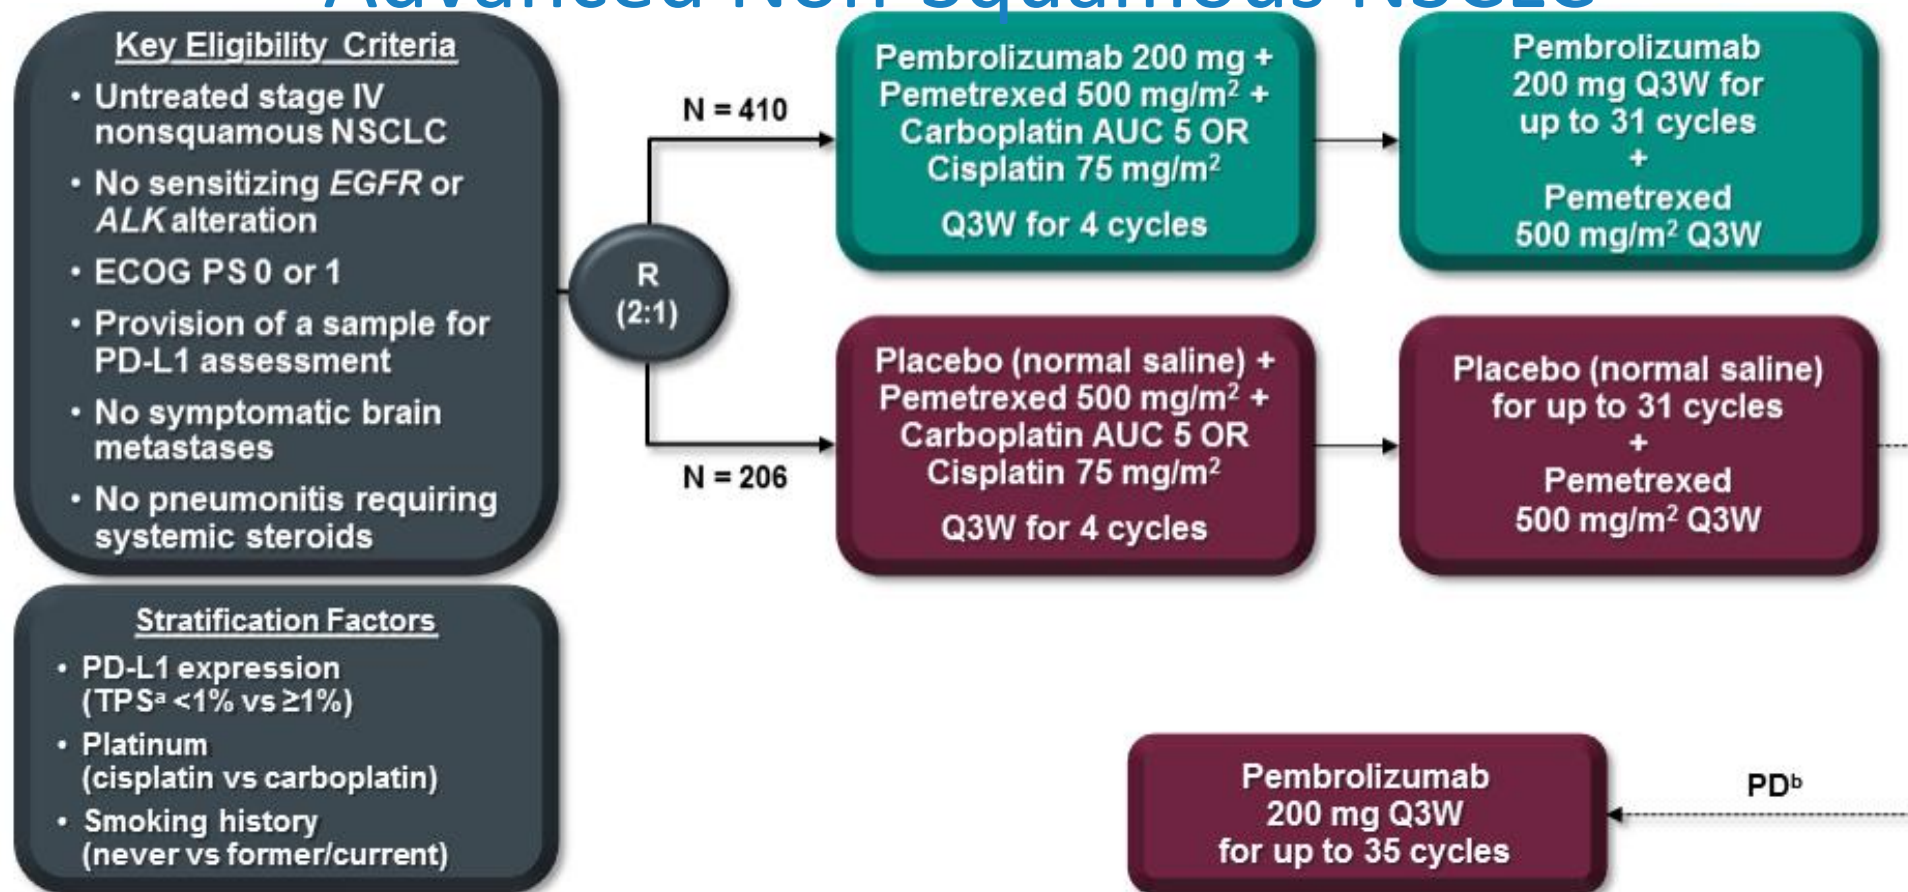 Advanced Non-Squamous NSCLC
Key Eligibility Criteria
• Untreated stage IV
nonsquamous NSCLC
• No sensitizing EGFR or
ALK alteration
• ECOG PS 0 or 1
• Provision of a sample for
PD-L1 assessment
• No symptomatic brain
metastases
• No pneumonitis requiring
systemic steroids
Stratification Factors
• PD-L1 expression
(TPSᵃ <1% vs ≥1%)
• Platinum
(cisplatin vs carboplatin)
• Smoking history
(never vs former/current)
R
(2:1)
N = 410
Pembrolizumab 200 mg +
Pemetrexed 500 mg/m² +
Carboplatin AUC 5 OR
Cisplatin 75 mg/m²
Q3W for 4 cycles
Pembrolizumab
200 mg Q3W for
up to 31 cycles
+
Pemetrexed
500 mg/m² Q3W
N = 206
Placebo (normal saline) +
Pemetrexed 500 mg/m² +
Carboplatin AUC 5 OR
Cisplatin 75 mg/m²
Q3W for 4 cycles
Placebo (normal saline)
for up to 31 cycles
+
Pemetrexed
500 mg/m² Q3W
PDᵇ
Pembrolizumab
200 mg Q3W
for up to 35 cycles